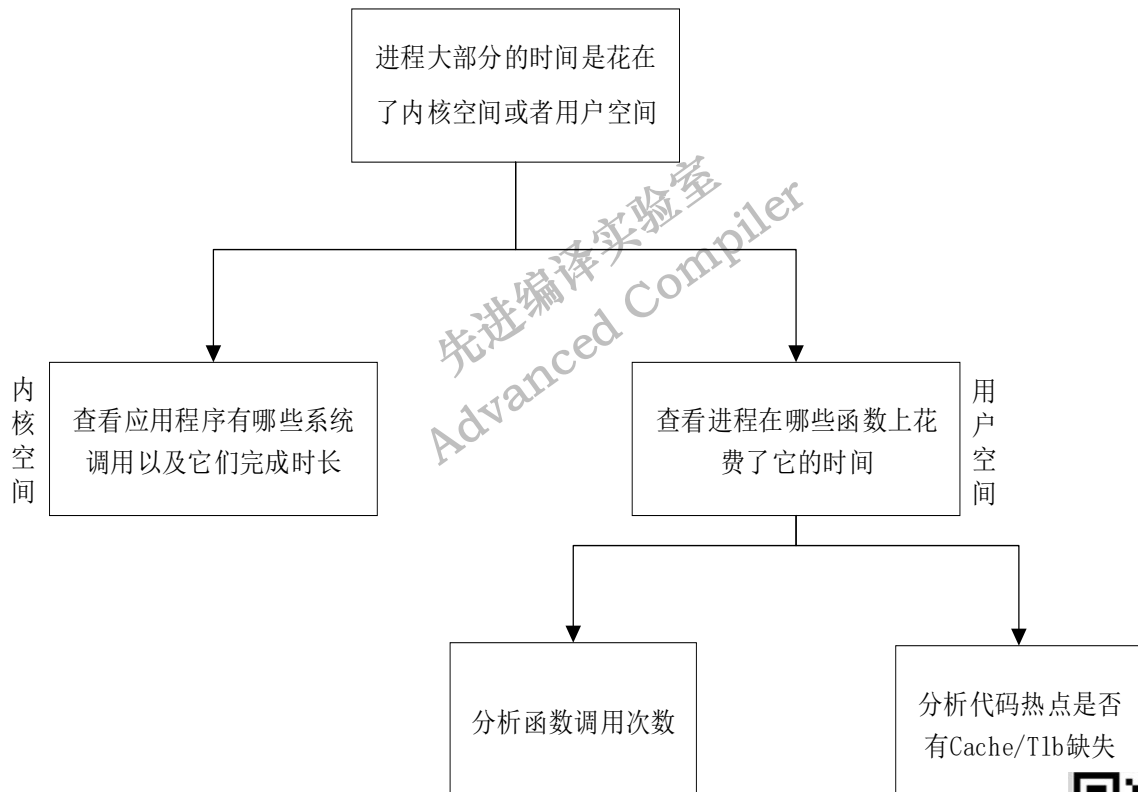 进程大部分的时间是花在
了内核空间或者用户空间
先进编译实验室
Advanced Compiler
内核空间
查看应用程序有哪些系统
调用以及它们完成时长
查看进程在哪些函数上花
费了它的时间
用户空间
分析函数调用次数
分析代码热点是否
有Cache/Tlb缺失